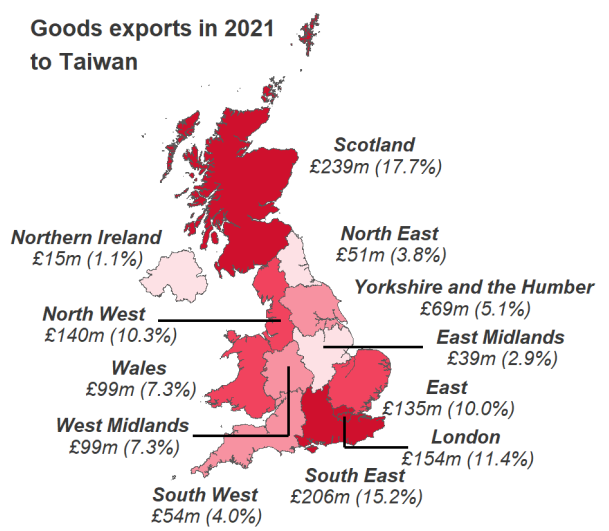 Goods exports in 2021
to Taiwan
Scotland
£239m (17.7%)
Northern Ireland
£15m (1.1%)
North East
£51m (3.8%)
Yorkshire and the Humber
£69m (5.1%)
North West
£140m (10.3%)
East Midlands
£39m (2.9%)
Wales
£99m (7.3%)
East
£135m (10.0%)
West Midlands
£99m (7.3%)
London
£154m (11.4%)
South East
£206m (15.2%)
South West
£54m (4.0%)